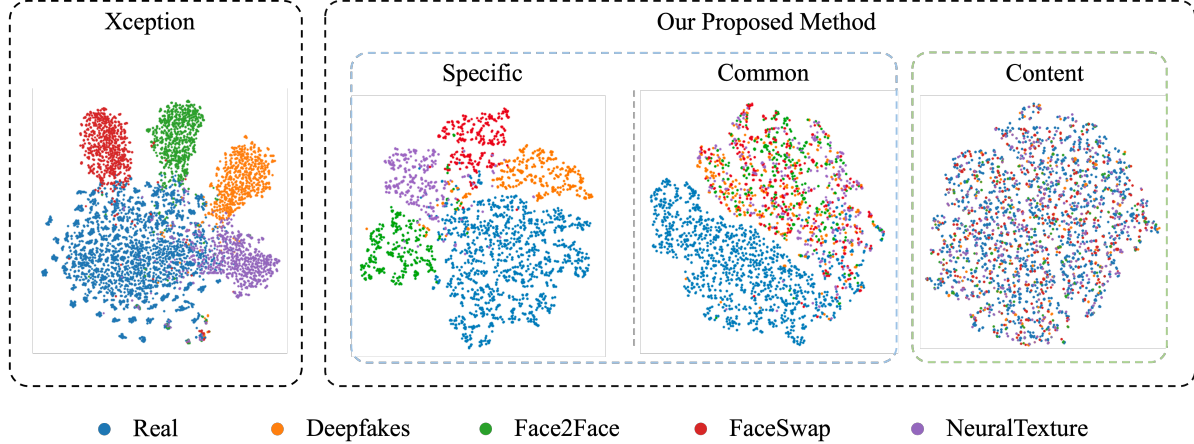 Xception
Our Proposed Method
Specific
Common
Content
Real
Deepfakes
Face2Face
FaceSwap
NeuralTexture